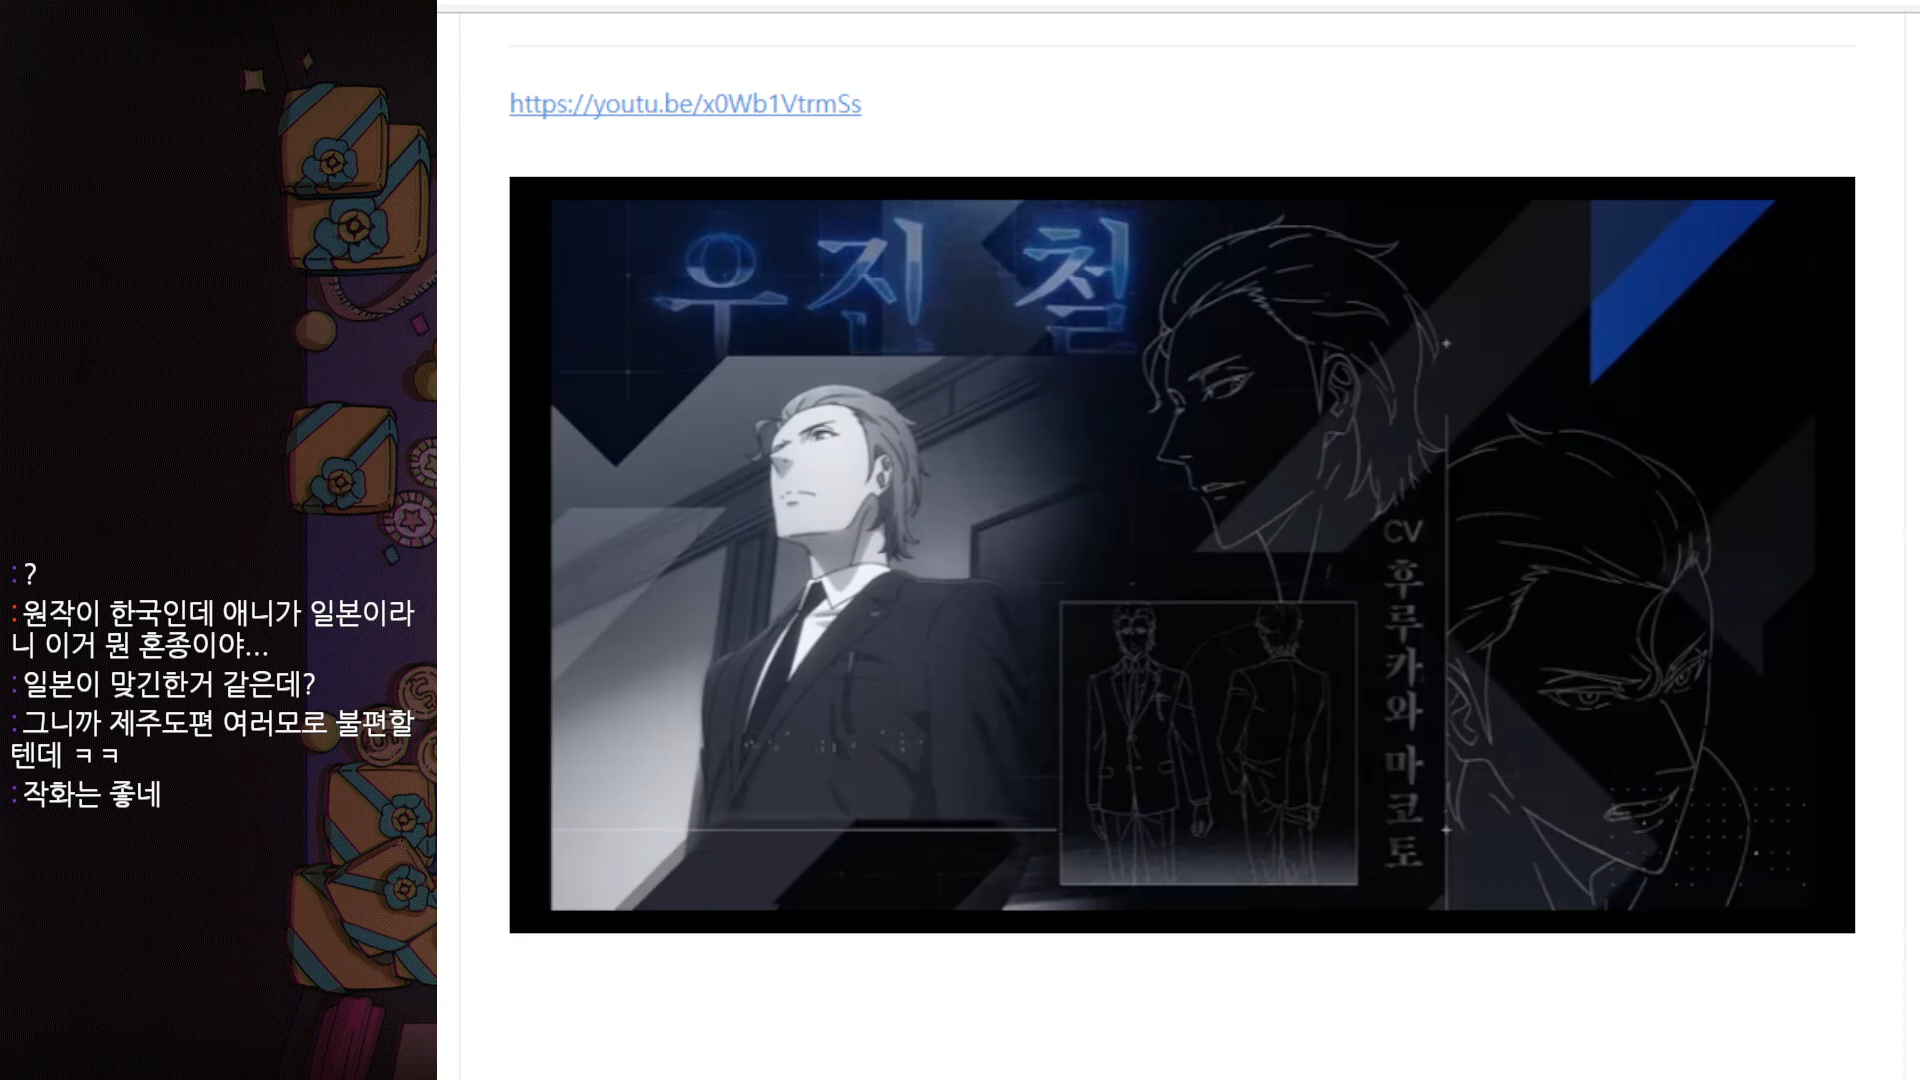 : ?
: 원작이 한국인데 애니가 일본이라
니 이거 뭔 혼종이야...
: 일본이 맞긴한거 같은데?
: 그니까 제주도편 여러모로 불편할
텐데 ㅋㅋ
: 작화는 좋네
https://youtu.be/x0Wb1VtrmSs
우진철
CV 후루카와 마코토